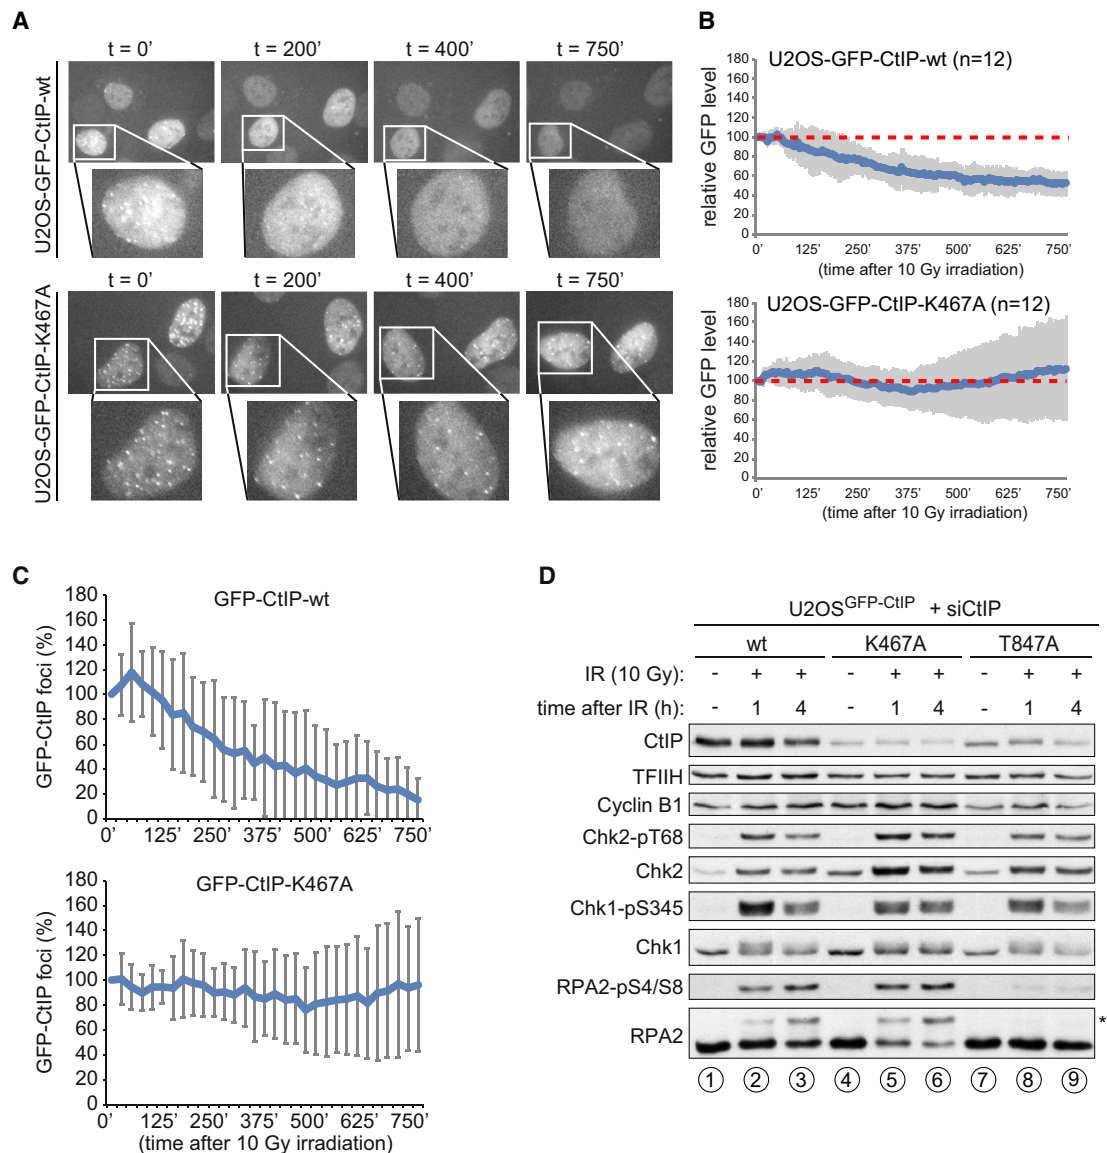 A
t = 0' t = 200' t = 400' t = 750'
U2OS-GFP-CtIP-wt
t = 0' t = 200' t = 400' t = 750'
U2OS-GFP-CtIP-K467A
B
U2OS-GFP-CtIP-wt (n=12)
relative GFP level
180
160
140
120
100
80
60
40
20
0
0' 125' 250' 375' 500' 625' 750'
(time after 10 Gy irradiation)
U2OS-GFP-CtIP-K467A (n=12)
relative GFP level
180
160
140
120
100
80
60
40
20
0
0' 125' 250' 375' 500' 625' 750'
(time after 10 Gy irradiation)
C
GFP-CtIP-wt
GFP-CtIP foci (%)
180
160
140
120
100
80
60
40
20
0
0' 125' 250' 375' 500' 625' 750'
GFP-CtIP-K467A
GFP-CtIP foci (%)
180
160
140
120
100
80
60
40
20
0
0' 125' 250' 375' 500' 625' 750'
(time after 10 Gy irradiation)
D
U2OS^GFP-CtIP + siCtIP
wt K467A T847A
IR (10 Gy): - + + - + + - + +
time after IR (h): - 1 4 - 1 4 - 1 4
CtIP
TFIIH
Cyclin B1
Chk2-pT68
Chk2
Chk1-pS345
Chk1
RPA2-pS4/S8
RPA2 *
① ② ③ ④ ⑤ ⑥ ⑦ ⑧ ⑨